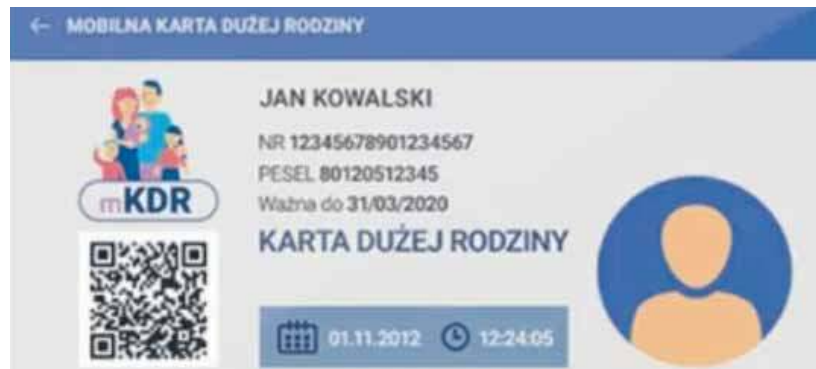 ← MOBILNA KARTA DUŻEJ RODZINY
JAN KOWALSKI
NR 12345678901234567
PESEL 80120512345
Ważna do 31/03/2020
mKDR
KARTA DUŻEJ RODZINY
01.11.2012 12:24:05